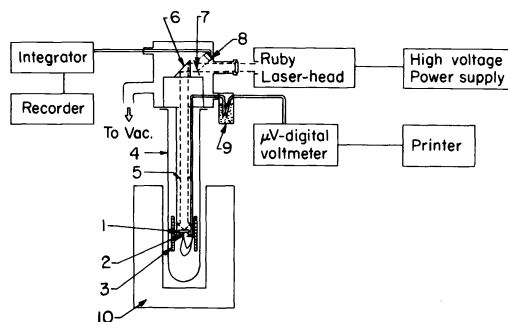 6
7
8
Integrator
Ruby
Laser-head
High voltage
Power supply
Recorder
To Vac.
4
9
μV-digital
voltmeter
Printer
5
1
2
3
10